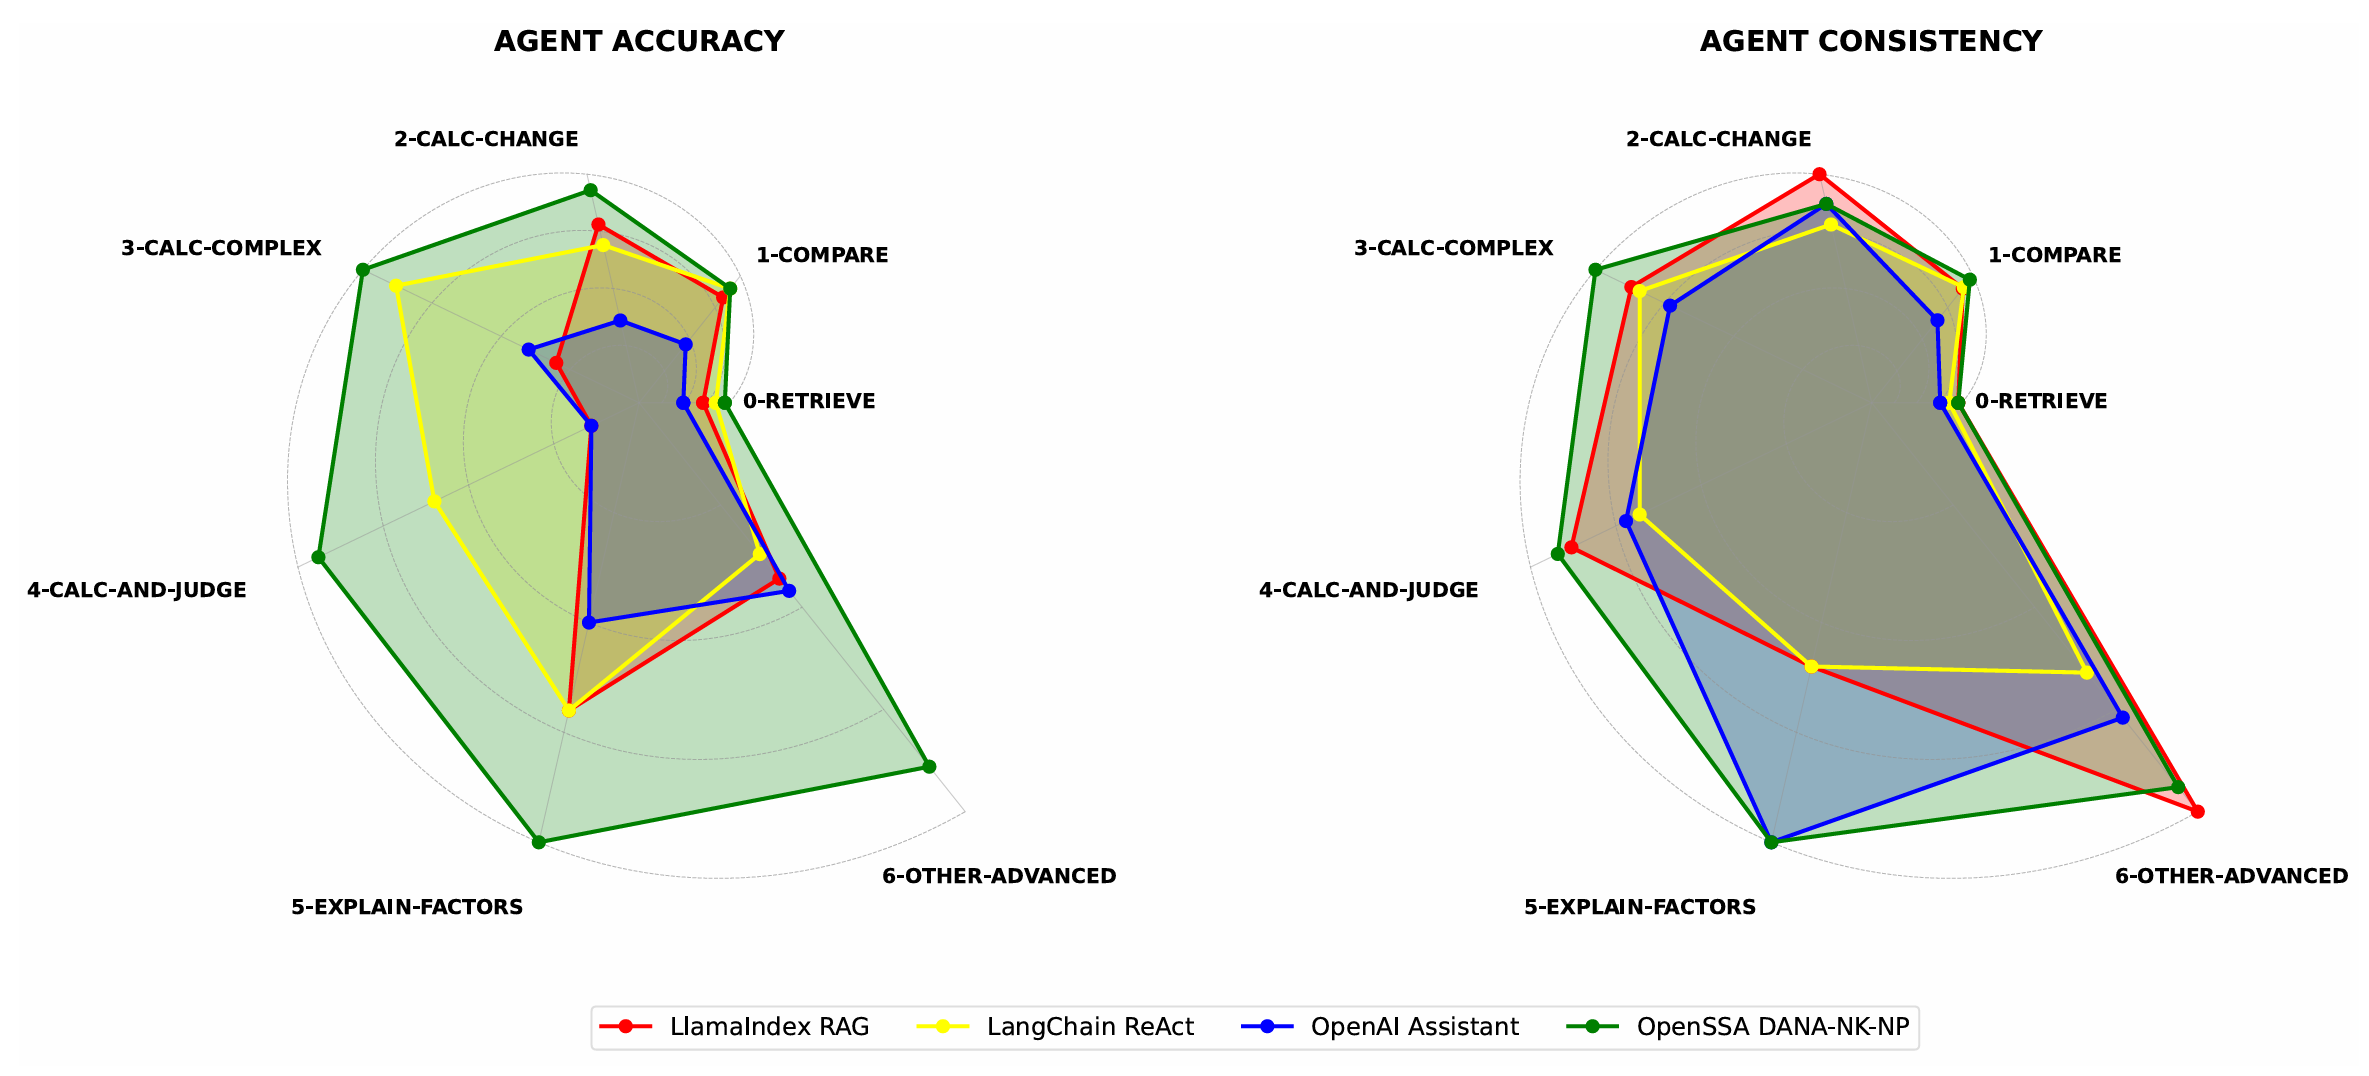 AGENT ACCURACY
2-CALC-CHANGE
3-CALC-COMPLEX
1-COMPARE
0-RETRIEVE
4-CALC-AND-JUDGE
5-EXPLAIN-FACTORS
6-OTHER-ADVANCED
AGENT CONSISTENCY
2-CALC-CHANGE
3-CALC-COMPLEX
1-COMPARE
0-RETRIEVE
4-CALC-AND-JUDGE
5-EXPLAIN-FACTORS
6-OTHER-ADVANCED
LlamaIndex RAG
LangChain ReAct
OpenAI Assistant
OpenSSA DANA-NK-NP